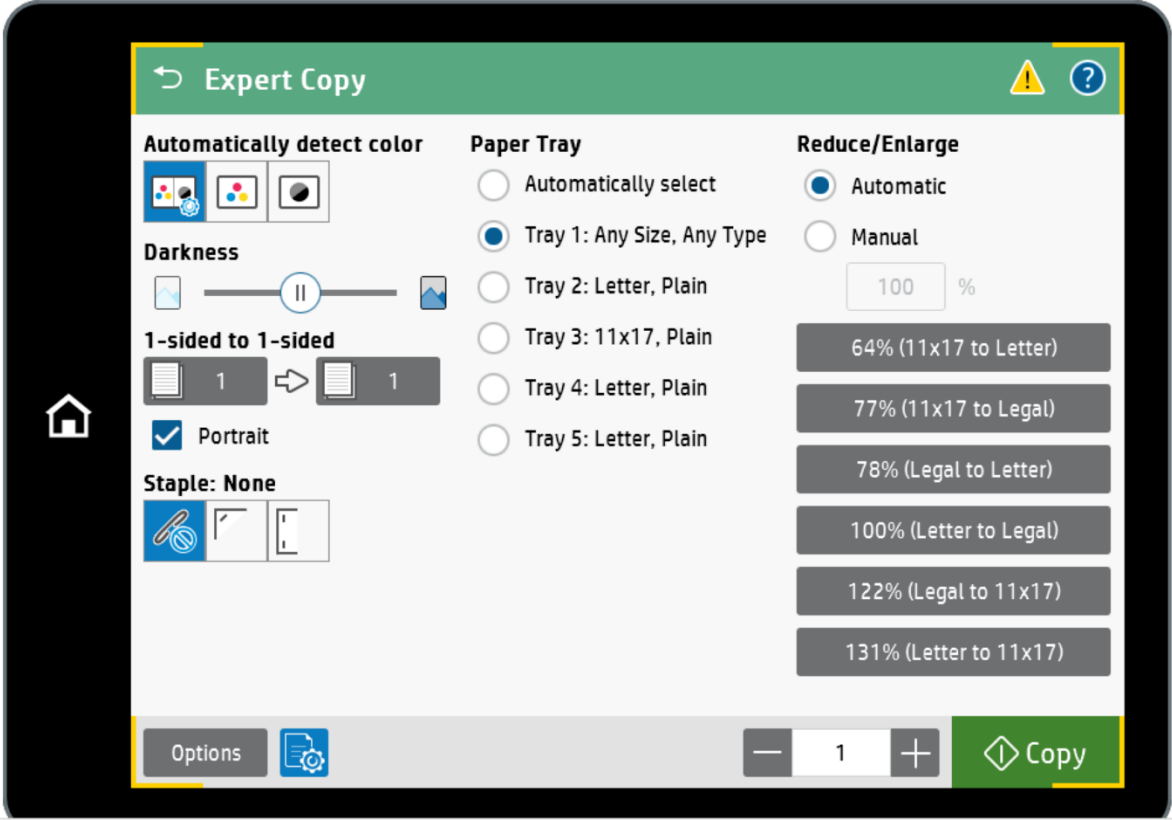 Expert Copy
Automatically detect color
Darkness
1-sided to 1-sided
1
1
Portrait
Staple: None
Paper Tray
Automatically select
Tray 1: Any Size, Any Type
Tray 2: Letter, Plain
Tray 3: 11x17, Plain
Tray 4: Letter, Plain
Tray 5: Letter, Plain
Reduce/Enlarge
Automatic
Manual
100 %
64% (11x17 to Letter)
77% (11x17 to Legal)
78% (Legal to Letter)
100% (Letter to Legal)
122% (Legal to 11x17)
131% (Letter to 11x17)
Options
1
Copy